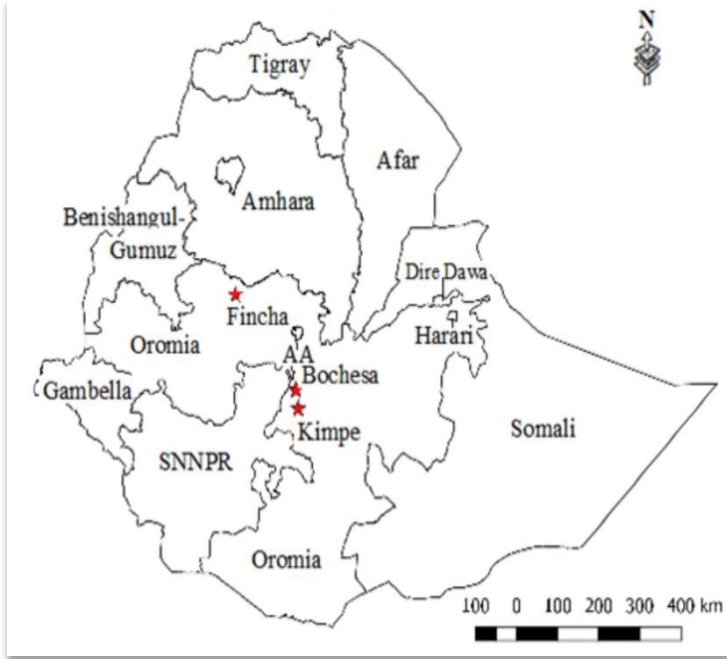 N
Tigray
Afar
Amhara
Benishangul-
Gumuz
Dire Dawa
Fincha
Harari
Oromia
AA
Bochesa
Gambella
Kimpe
Somali
SNNPR
Oromia
100 0 100 200 300 400 km